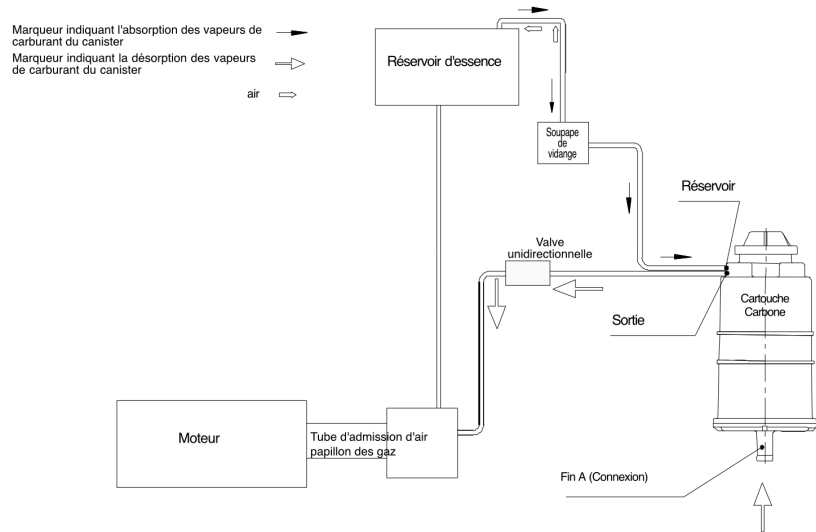 Marqueur indiquant l'absorption des vapeurs de
carburant du canister
Marqueur indiquant la désorption des vapeurs
de carburant du canister
air
Réservoir d'essence
Soupape
de
vidange
Réservoir
Valve
unidirectionnelle
Cartouche
Carbone
Sortie
Moteur
Tube d'admission d'air
papillon des gaz
Fin A (Connexion)